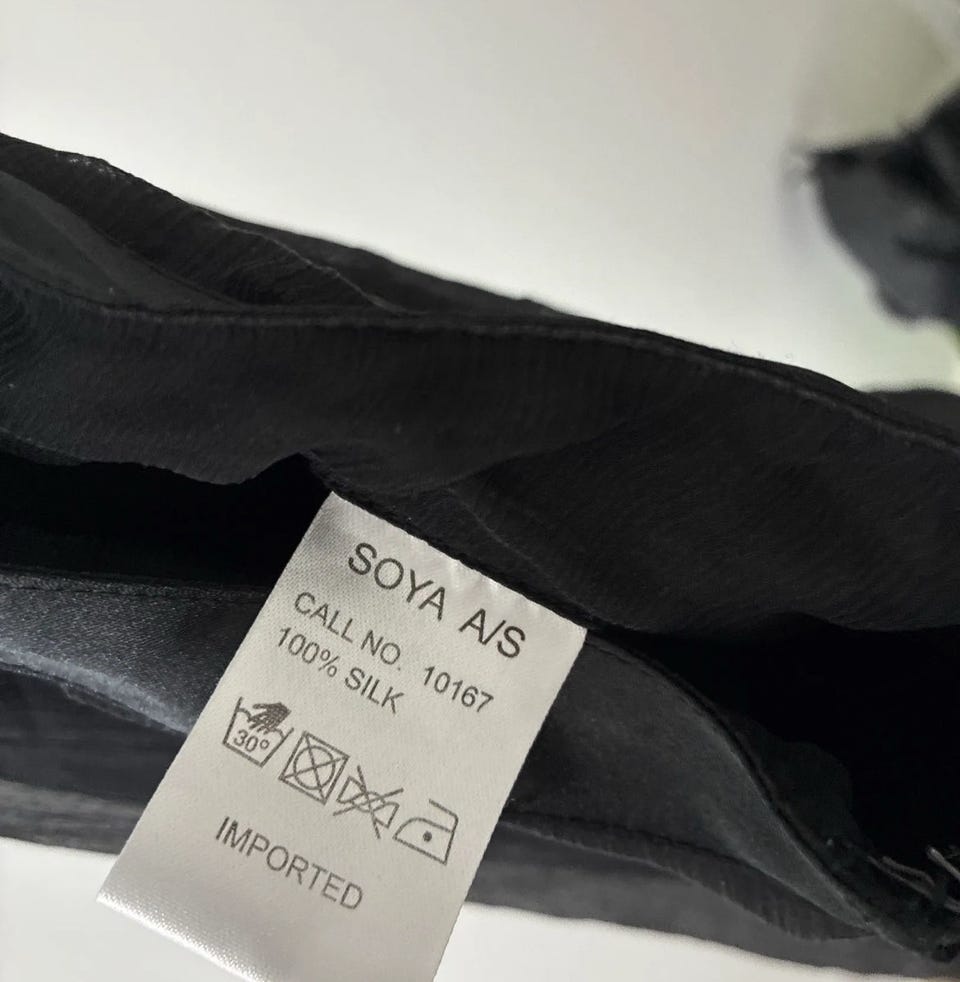 SOYA A/S
CALL NO. 10167
100% SILK
30°
IMPORTED